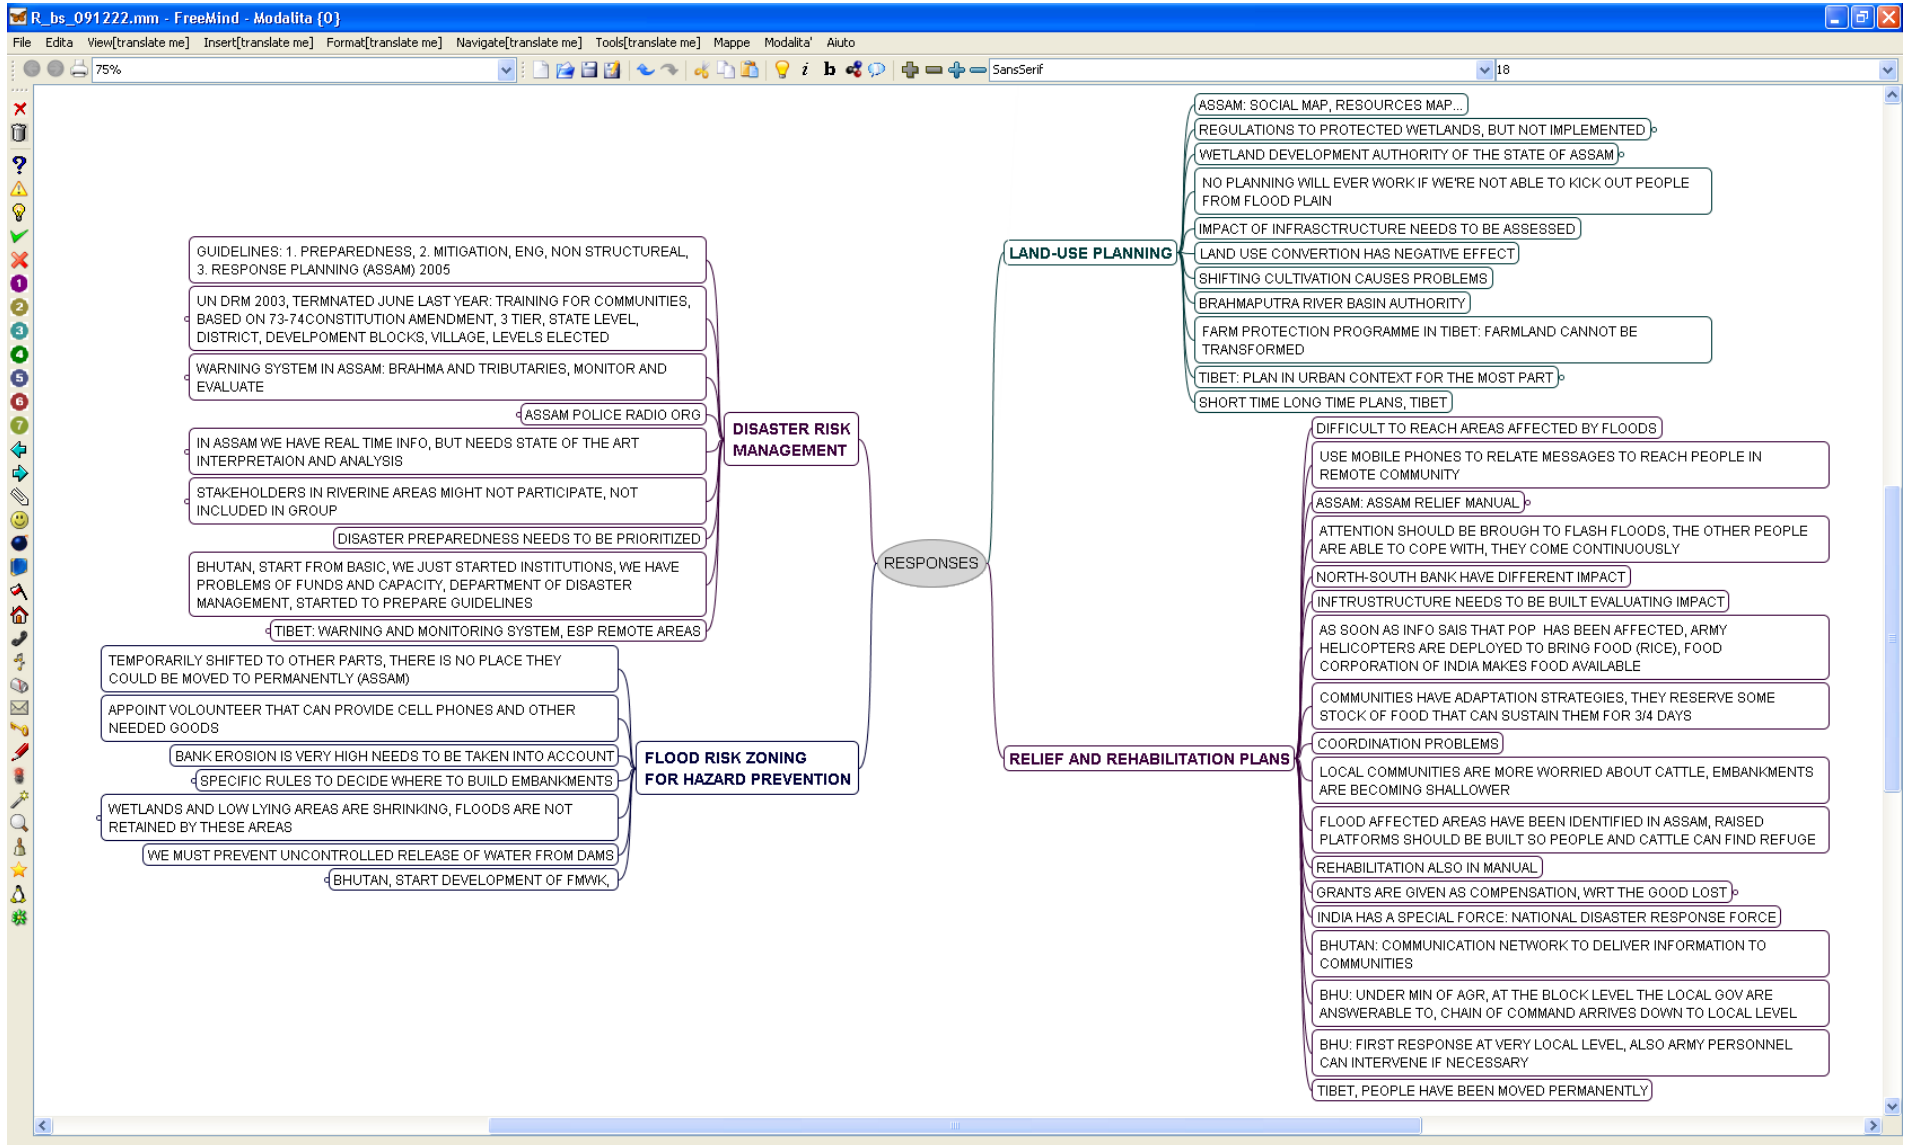 R_bs_091222.mm - FreeMind - Modalita {0}
File Edita View[translate me] Insert[translate me] Format[translate me] Navigate[translate me] Tools[translate me] Mappe Modalita' Aiuto
75%
i b
SansSerif
18
?
1
2
3
4
5
6
7
GUIDELINES: 1. PREPAREDNESS, 2. MITIGATION, ENG, NON STRUCTUREAL,
3. RESPONSE PLANNING (ASSAM) 2005
UN DRM 2003, TERMNATED JUNE LAST YEAR: TRAINING FOR COMMUNITIES,
BASED ON 73-74CONSTITUTION AMENDMENT, 3 TIER, STATE LEVEL,
DISTRICT, DEVELPOMENT BLOCKS, VILLAGE, LEVELS ELECTED
WARNING SYSTEM IN ASSAM: BRAHMA AND TRIBUTARIES, MONITOR AND
EVALUATE
ASSAM POLICE RADIO ORG
IN ASSAM WE HAVE REAL TIME INFO, BUT NEEDS STATE OF THE ART
INTERPRETAION AND ANALYSIS
STAKEHOLDERS IN RIVERINE AREAS MIGHT NOT PARTICIPATE, NOT
INCLUDED IN GROUP
DISASTER PREPAREDNESS NEEDS TO BE PRIORITIZED
BHUTAN, START FROM BASIC, WE JUST STARTED INSTITUTIONS, WE HAVE
PROBLEMS OF FUNDS AND CAPACITY, DEPARTMENT OF DISASTER
MANAGEMENT, STARTED TO PREPARE GUIDELINES
TIBET: WARNING AND MONITORING SYSTEM, ESP REMOTE AREAS
DISASTER RISK
MANAGEMENT
TEMPORARILY SHIFTED TO OTHER PARTS, THERE IS NO PLACE THEY
COULD BE MOVED TO PERMANENTLY (ASSAM)
APPOINT VOLOUNTEER THAT CAN PROVIDE CELL PHONES AND OTHER
NEEDED GOODS
BANK EROSION IS VERY HIGH NEEDS TO BE TAKEN INTO ACCOUNT
SPECIFIC RULES TO DECIDE WHERE TO BUILD EMBANKMENTS
WETLANDS AND LOW LYING AREAS ARE SHRINKING, FLOODS ARE NOT
RETAINED BY THESE AREAS
WE MUST PREVENT UNCONTROLLED RELEASE OF WATER FROM DAMS
BHUTAN, START DEVELOPMENT OF FMWK,
FLOOD RISK ZONING
FOR HAZARD PREVENTION
RESPONSES
LAND-USE PLANNING
ASSAM: SOCIAL MAP, RESOURCES MAP...
REGULATIONS TO PROTECTED WETLANDS, BUT NOT IMPLEMENTED
WETLAND DEVELOPMENT AUTHORITY OF THE STATE OF ASSAM
NO PLANNING WILL EVER WORK IF WE'RE NOT ABLE TO KICK OUT PEOPLE
FROM FLOOD PLAIN
IMPACT OF INFRASCTRUCTURE NEEDS TO BE ASSESSED
LAND USE CONVERTION HAS NEGATIVE EFFECT
SHIFTING CULTIVATION CAUSES PROBLEMS
BRAHMAPUTRA RIVER BASIN AUTHORITY
FARM PROTECTION PROGRAMME IN TIBET: FARMLAND CANNOT BE
TRANSFORMED
TIBET: PLAN IN URBAN CONTEXT FOR THE MOST PART
SHORT TIME LONG TIME PLANS, TIBET
RELIEF AND REHABILITATION PLANS
DIFFICULT TO REACH AREAS AFFECTED BY FLOODS
USE MOBILE PHONES TO RELATE MESSAGES TO REACH PEOPLE IN
REMOTE COMMUNITY
ASSAM: ASSAM RELIEF MANUAL
ATTENTION SHOULD BE BROUGH TO FLASH FLOODS, THE OTHER PEOPLE
ARE ABLE TO COPE WITH, THEY COME CONTINUOUSLY
NORTH-SOUTH BANK HAVE DIFFERENT IMPACT
INFTRUSTRUCTURE NEEDS TO BE BUILT EVALUATING IMPACT
AS SOON AS INFO SAIS THAT POP HAS BEEN AFFECTED, ARMY
HELICOPTERS ARE DEPLOYED TO BRING FOOD (RICE), FOOD
CORPORATION OF INDIA MAKES FOOD AVAILABLE
COMMUNITIES HAVE ADAPTATION STRATEGIES, THEY RESERVE SOME
STOCK OF FOOD THAT CAN SUSTAIN THEM FOR 3/4 DAYS
COORDINATION PROBLEMS
LOCAL COMMUNITIES ARE MORE WORRIED ABOUT CATTLE, EMBANKMENTS
ARE BECOMING SHALLOWER
FLOOD AFFECTED AREAS HAVE BEEN IDENTIFIED IN ASSAM, RAISED
PLATFORMS SHOULD BE BUILT SO PEOPLE AND CATTLE CAN FIND REFUGE
REHABILITATION ALSO IN MANUAL
GRANTS ARE GIVEN AS COMPENSATION, WRT THE GOOD LOST
INDIA HAS A SPECIAL FORCE: NATIONAL DISASTER RESPONSE FORCE
BHUTAN: COMMUNICATION NETWORK TO DELIVER INFORMATION TO
COMMUNITIES
BHU: UNDER MIN OF AGR, AT THE BLOCK LEVEL THE LOCAL GOV ARE
ANSWERABLE TO, CHAIN OF COMMAND ARRIVES DOWN TO LOCAL LEVEL
BHU: FIRST RESPONSE AT VERY LOCAL LEVEL, ALSO ARMY PERSONNEL
CAN INTERVENE IF NECESSARY
TIBET, PEOPLE HAVE BEEN MOVED PERMANENTLY